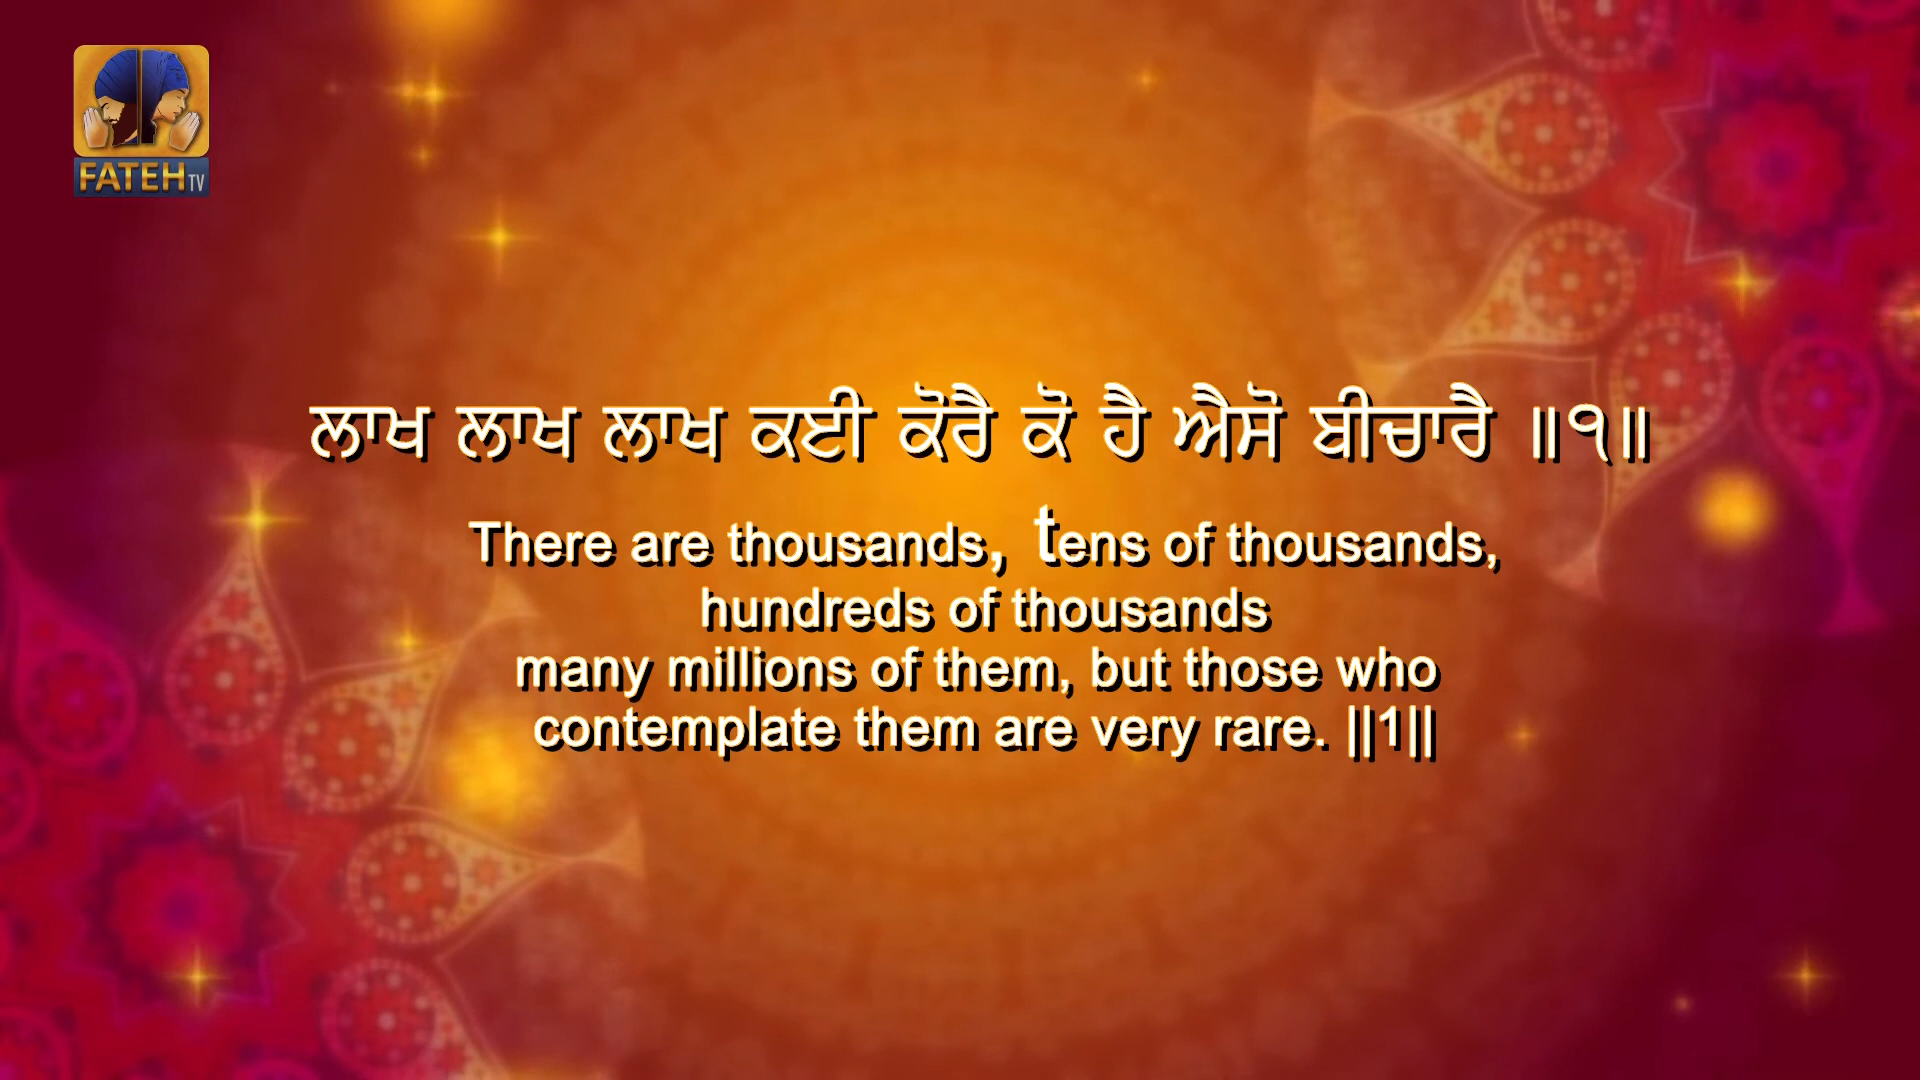 FATEH TV
ਲਾਖ ਲਾਖ ਲਾਖ ਕਈ ਕੋਰੈ ਕੋ ਹੈ ਐਸੋ ਬੀਚਾਰੈ ॥੧॥
There are thousands, tens of thousands,
hundreds of thousands
many millions of them, but those who
contemplate them are very rare. ||1||